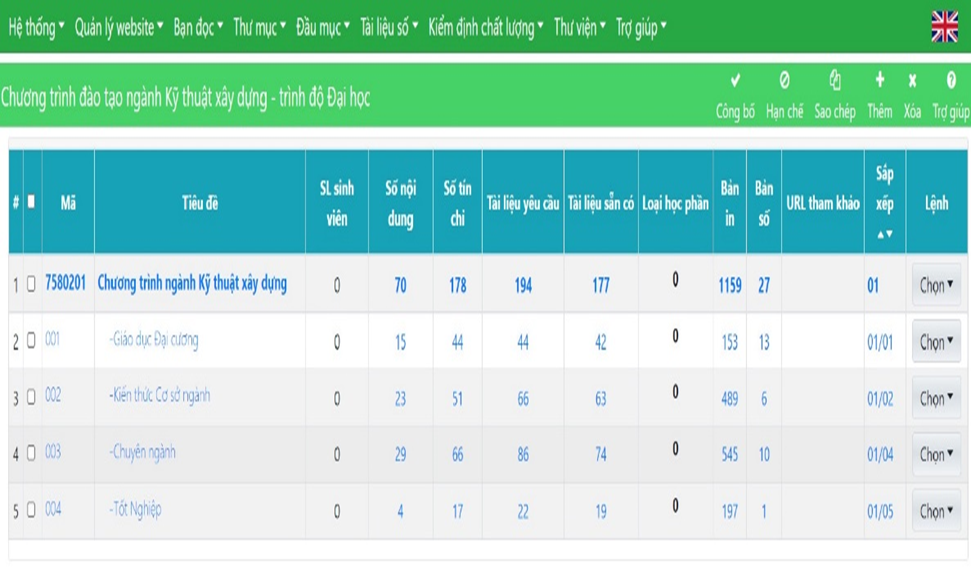 Hệ thống Quản lý website Bạn đọc Thư mục Đầu mục Tài liệu số Kiểm định chất lượng Thư viện Trợ giúp
Chương trình đào tạo ngành Kỹ thuật xây dựng - trình độ Đại học
Công bố Hạn chế Sao chép Thêm Xóa Trợ giúp
# Mã Tiêu đề SL sinh viên Số nội dung Số tín chỉ Tài liệu yêu cầu Tài liệu sẵn có Loại học phần Bản in Bản số URL tham khảo Sắp xếp Lệnh
1 7580201 Chương trình ngành Kỹ thuật xây dựng 0 70 178 194 177 0 1159 27 01 Chọn
2 001 -Giáo dục Đại cương 0 15 44 44 42 0 153 13 01/01 Chọn
3 002 -Kiến thức Cơ sở ngành 0 23 51 66 63 0 489 6 01/02 Chọn
4 003 -Chuyên ngành 0 29 66 86 74 0 545 10 01/04 Chọn
5 004 -Tốt Nghiệp 0 4 17 22 19 0 197 1 01/05 Chọn